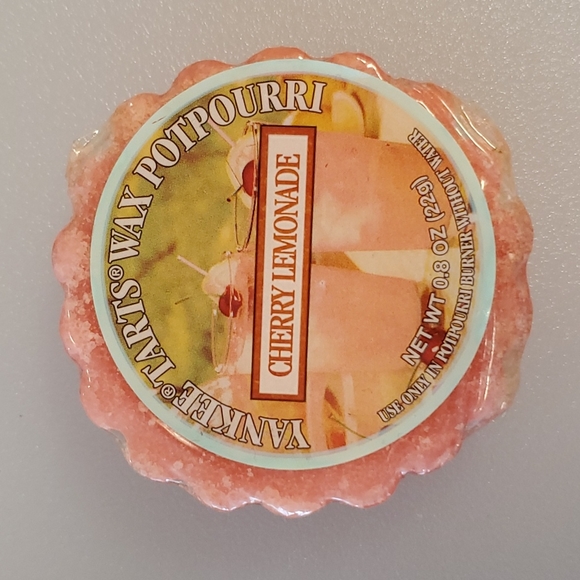 YANKEE® TARTS® WAX POTPOURRI
CHERRY LEMONADE
NET WT 0.8 OZ (22g)
USE ONLY IN POTPOURRI BURNER WITHOUT WATER